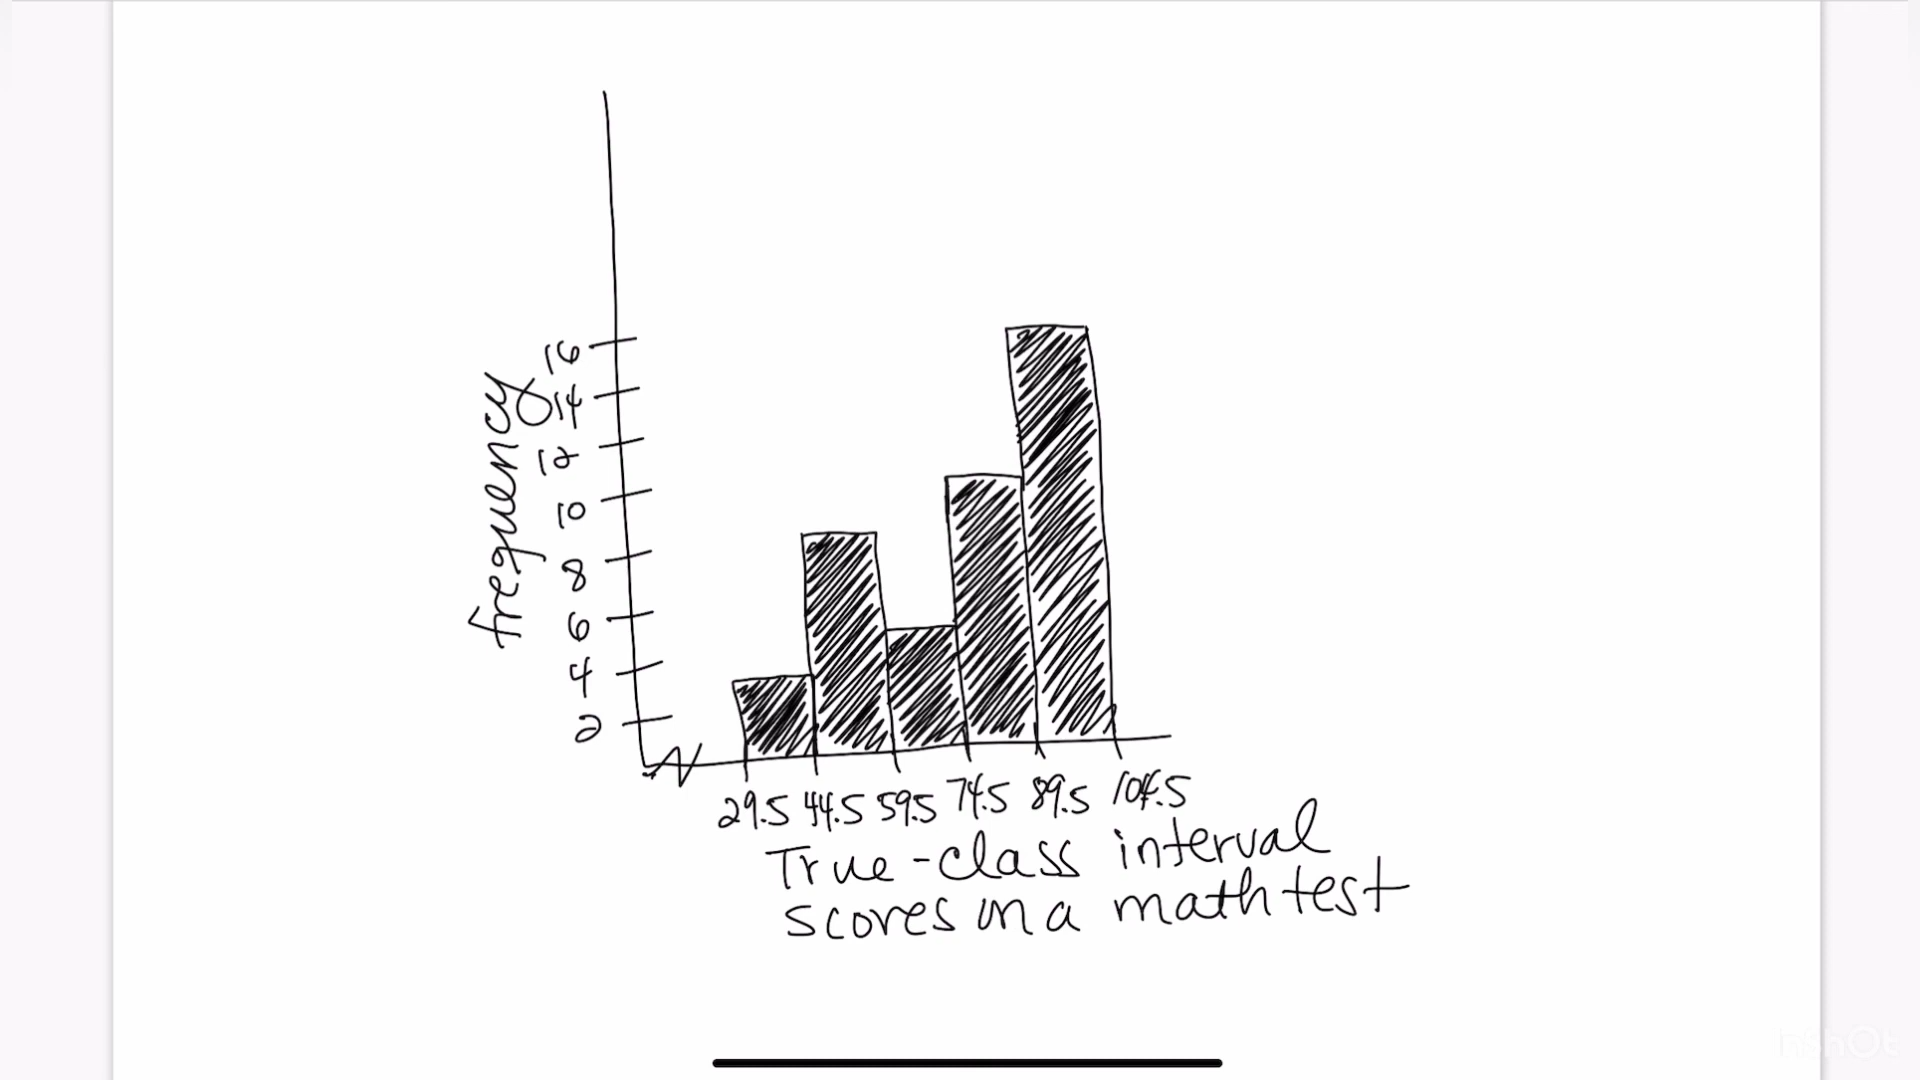 frequency
16
14
12
10
8
6
4
2
29.5 44.5 59.5 74.5 89.5 104.5
True-class interval
scores on a math test